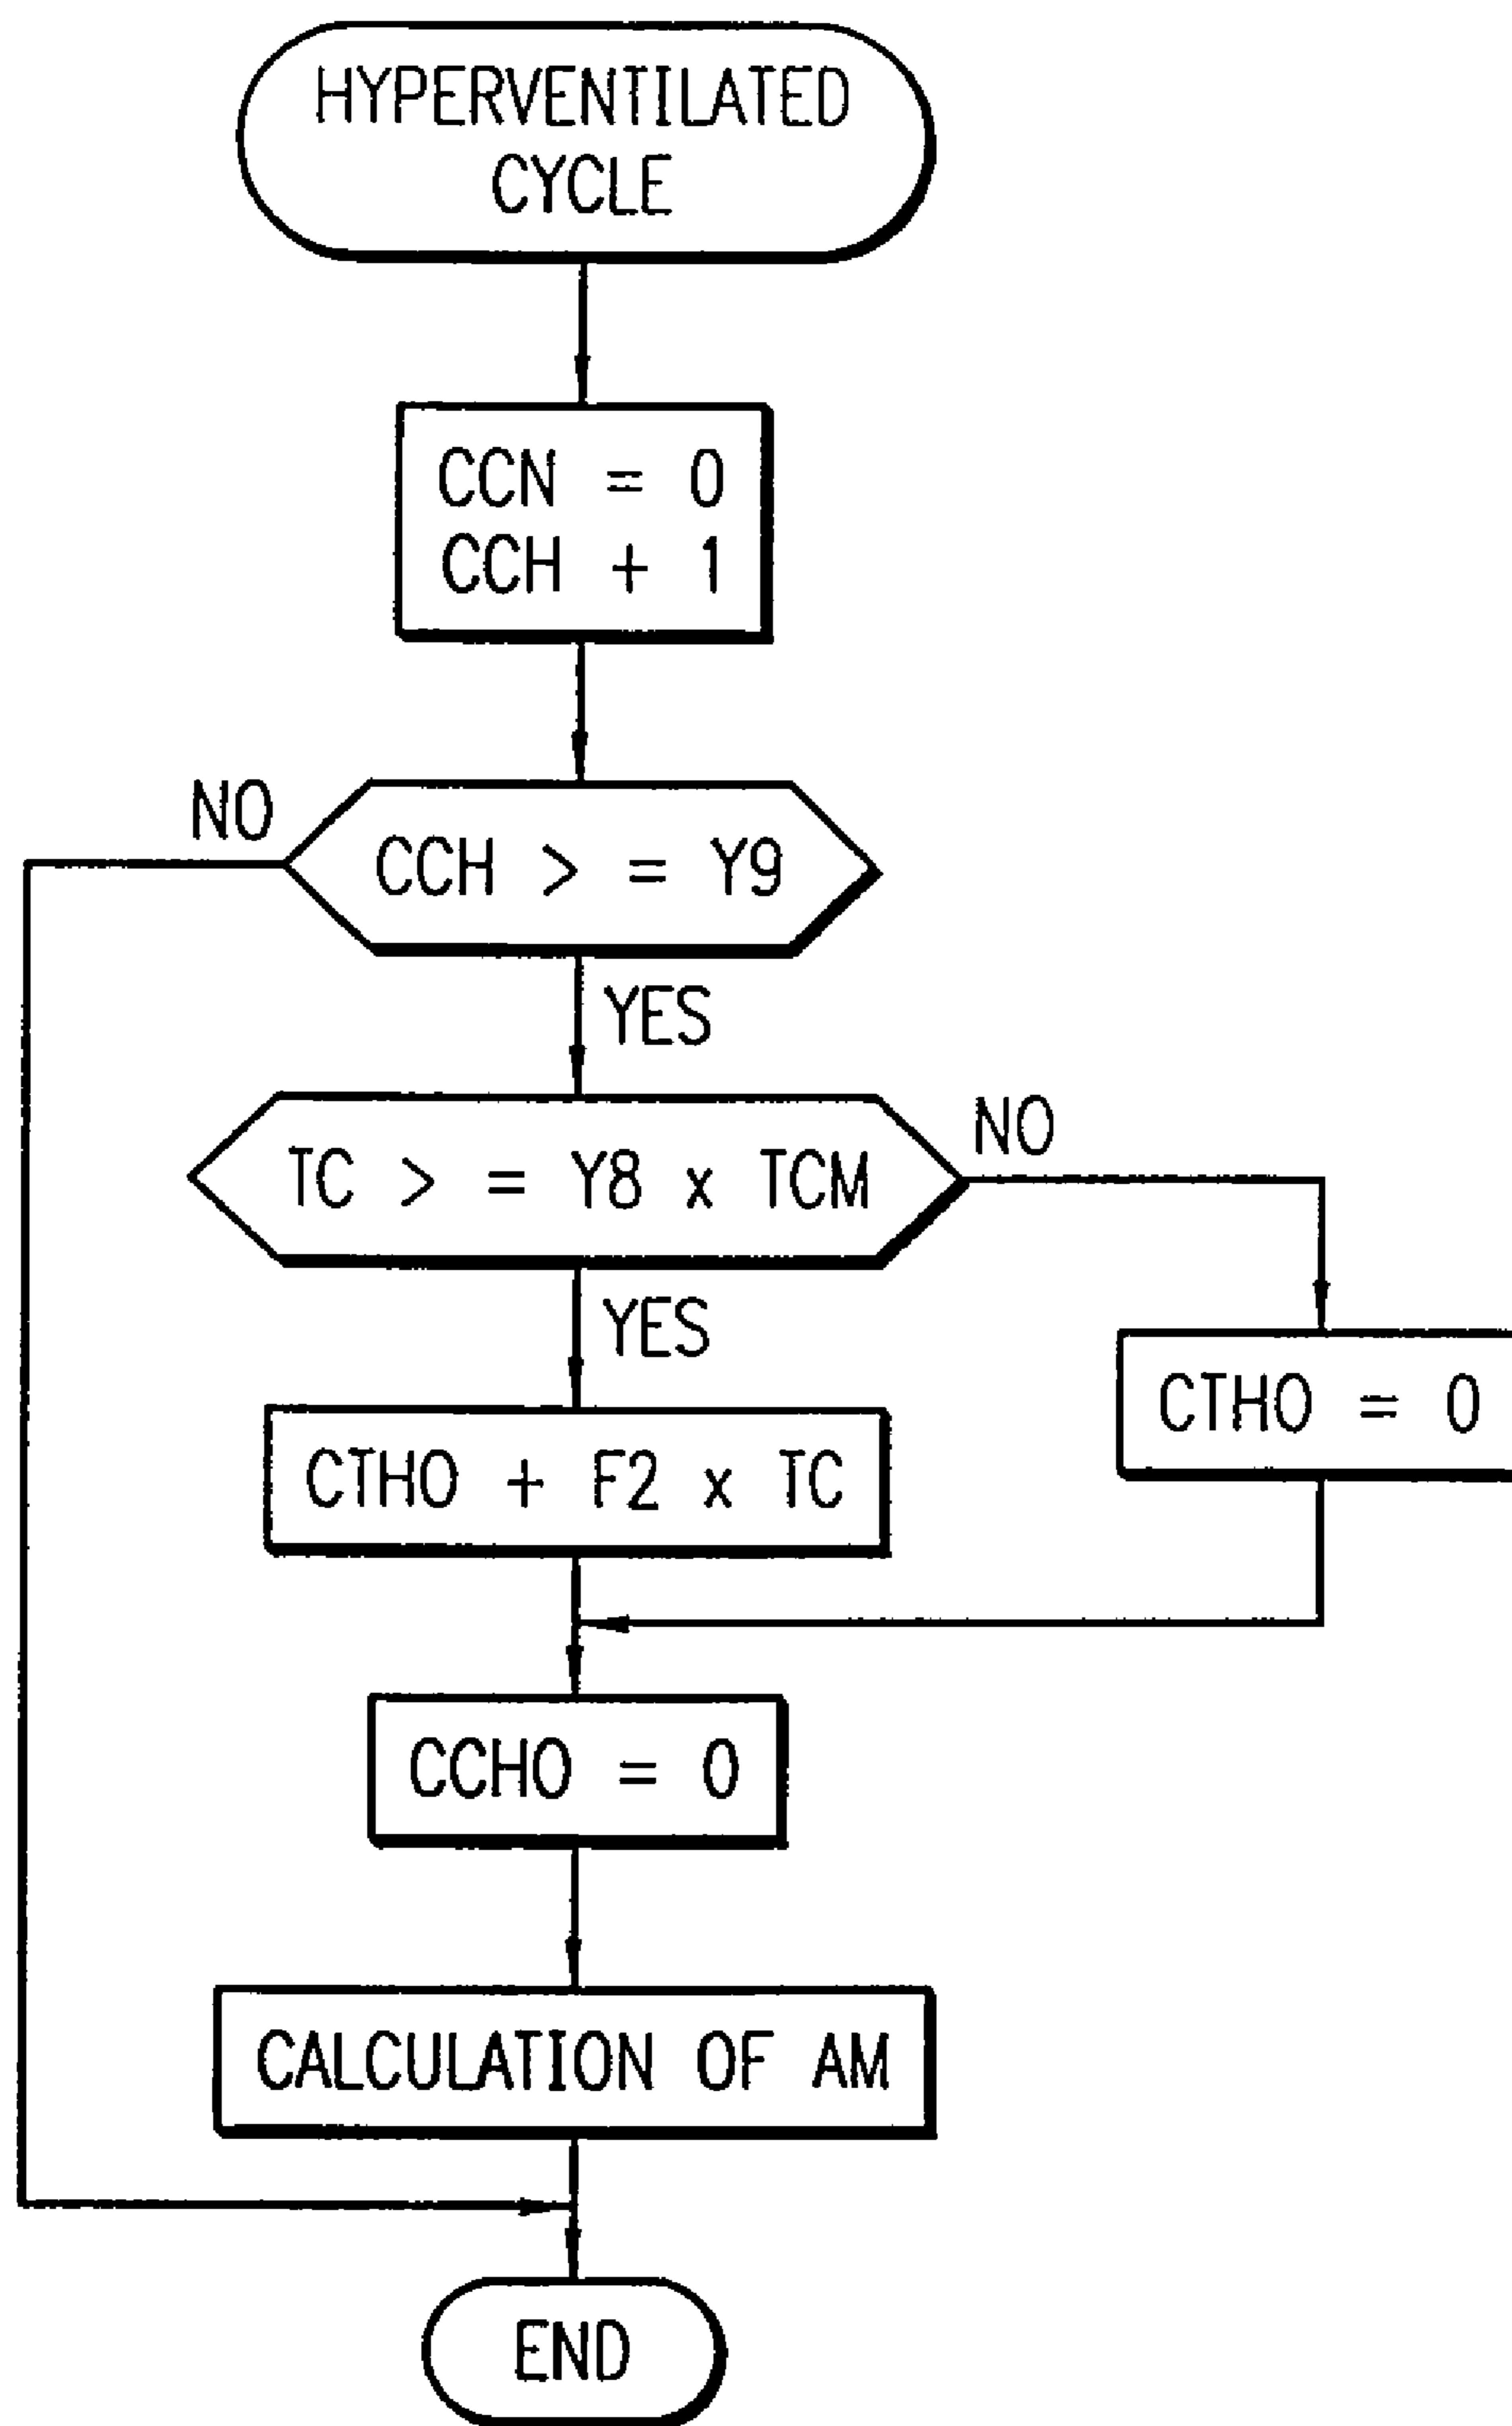 HYPERVENTILATED
CYCLE
CCN = 0
CCH + 1
NO
CCH > = Y9
YES
TC > = Y8 x TCM
NO
YES
CTHO = 0
CTHO + F2 x TC
CCHO = 0
CALCULATION OF AM
END